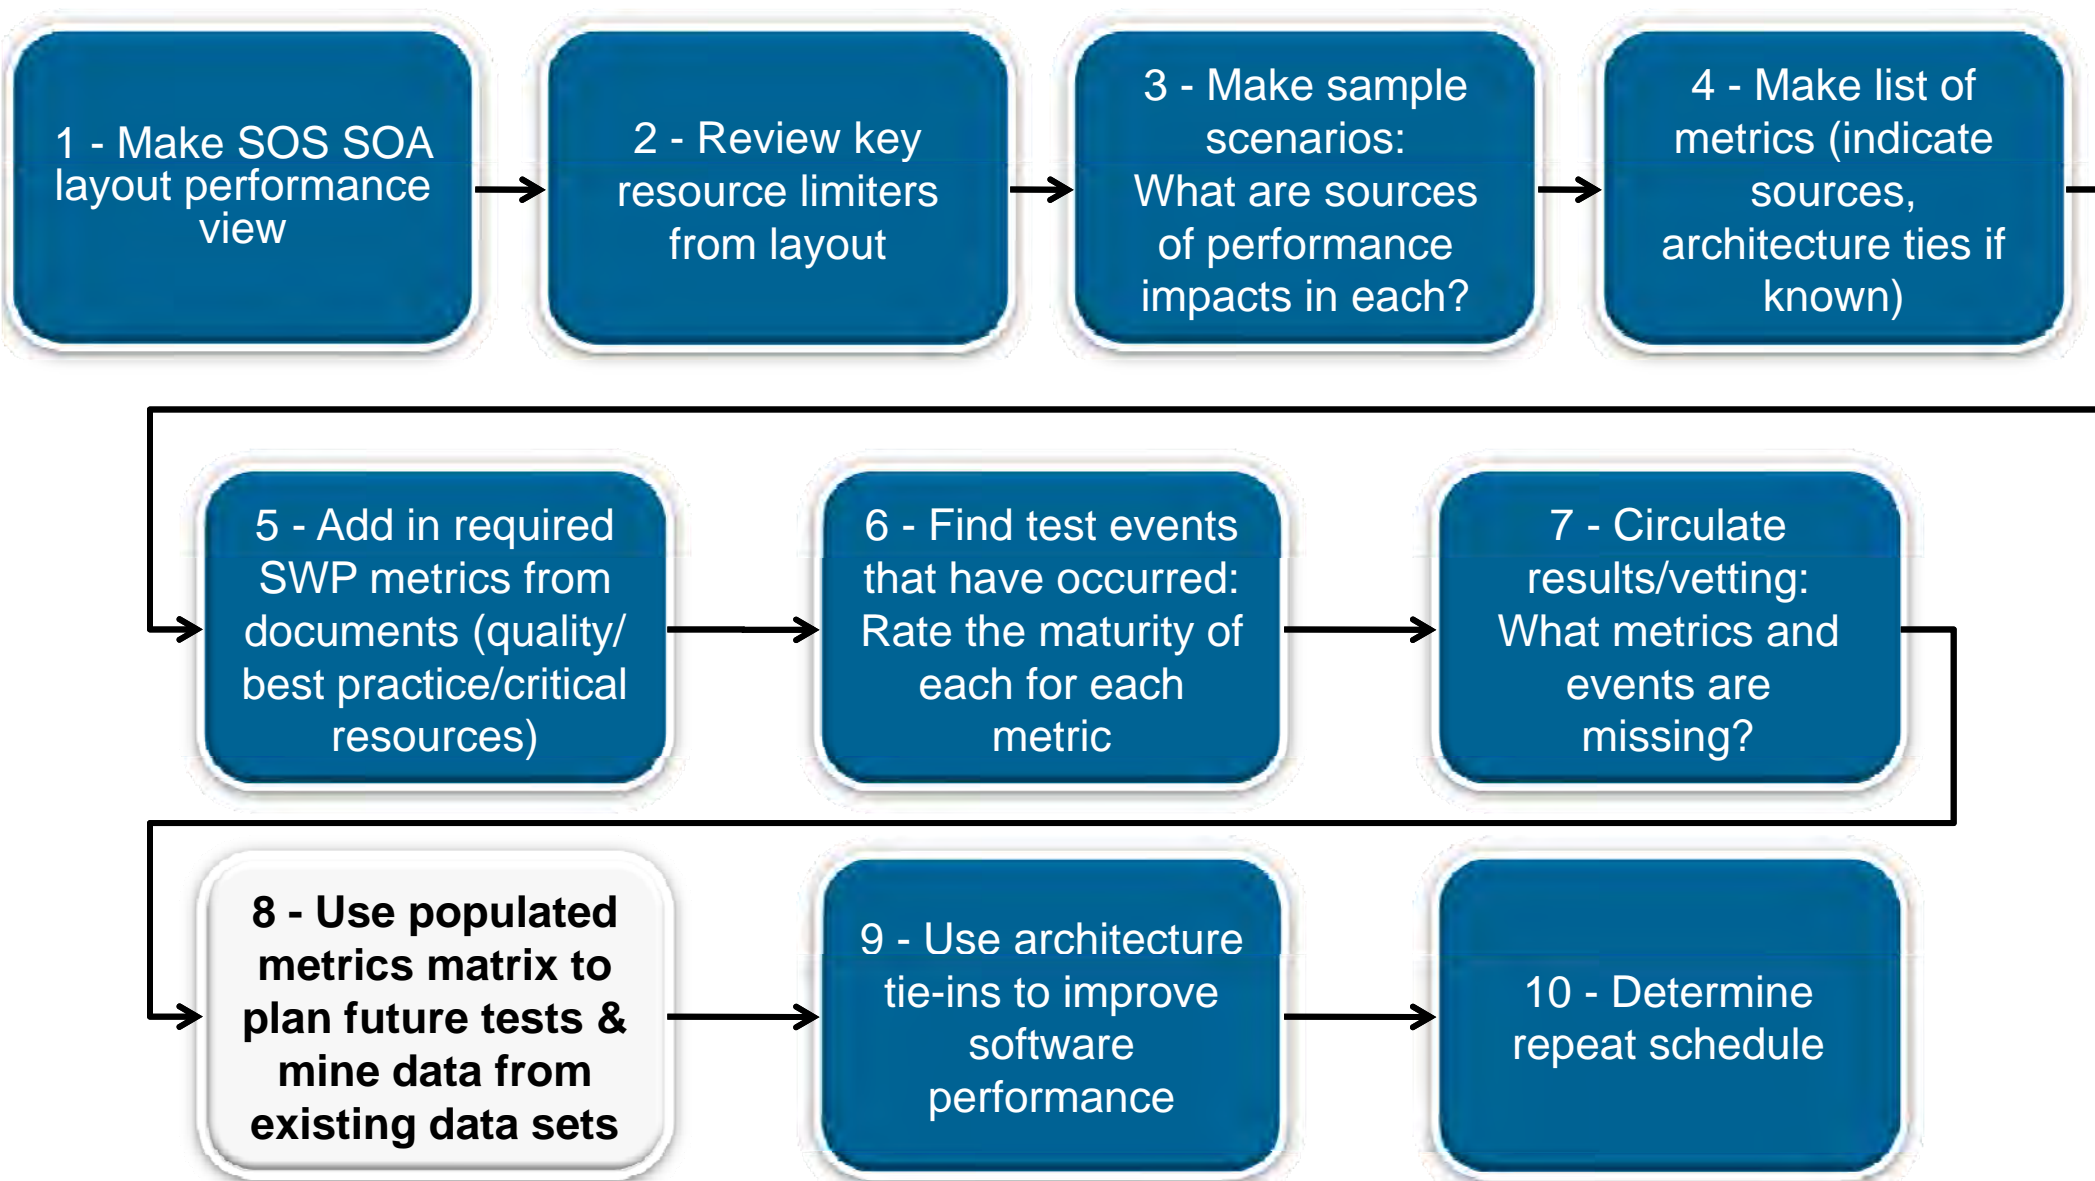 1 - Make SOS SOA
layout performance
view
2 - Review key
resource limiters
from layout
3 - Make sample
scenarios:
What are sources
of performance
impacts in each?
4 - Make list of
metrics (indicate
sources,
architecture ties if
known)
5 - Add in required
SWP metrics from
documents (quality/
best practice/critical
resources)
6 - Find test events
that have occurred:
Rate the maturity of
each for each
metric
7 - Circulate
results/vetting:
What metrics and
events are
missing?
8 - Use populated
metrics matrix to
plan future tests &
mine data from
existing data sets
9 - Use architecture
tie-ins to improve
software
performance
10 - Determine
repeat schedule